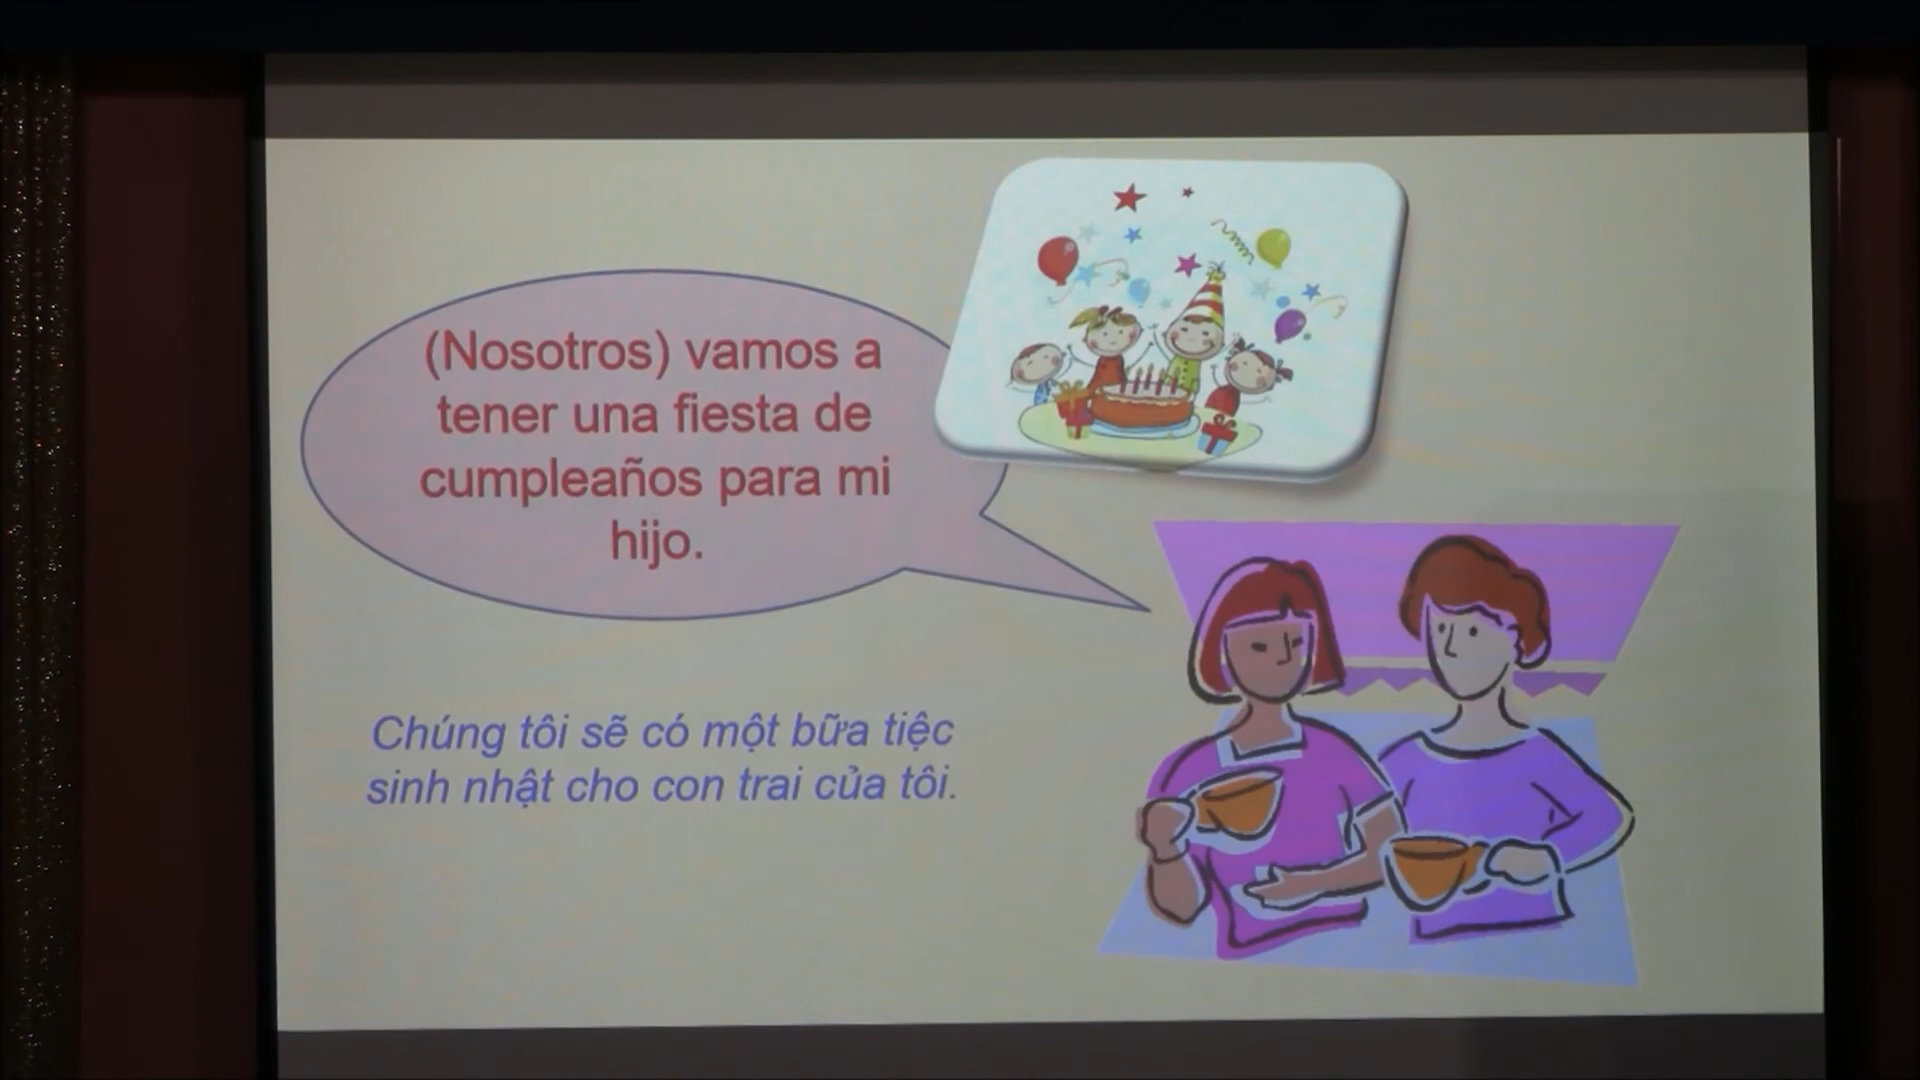 (Nosotros) vamos a
tener una fiesta de
cumpleaños para mi
hijo.
Chúng tôi sẽ có một bữa tiệc
sinh nhật cho con trai của tôi.